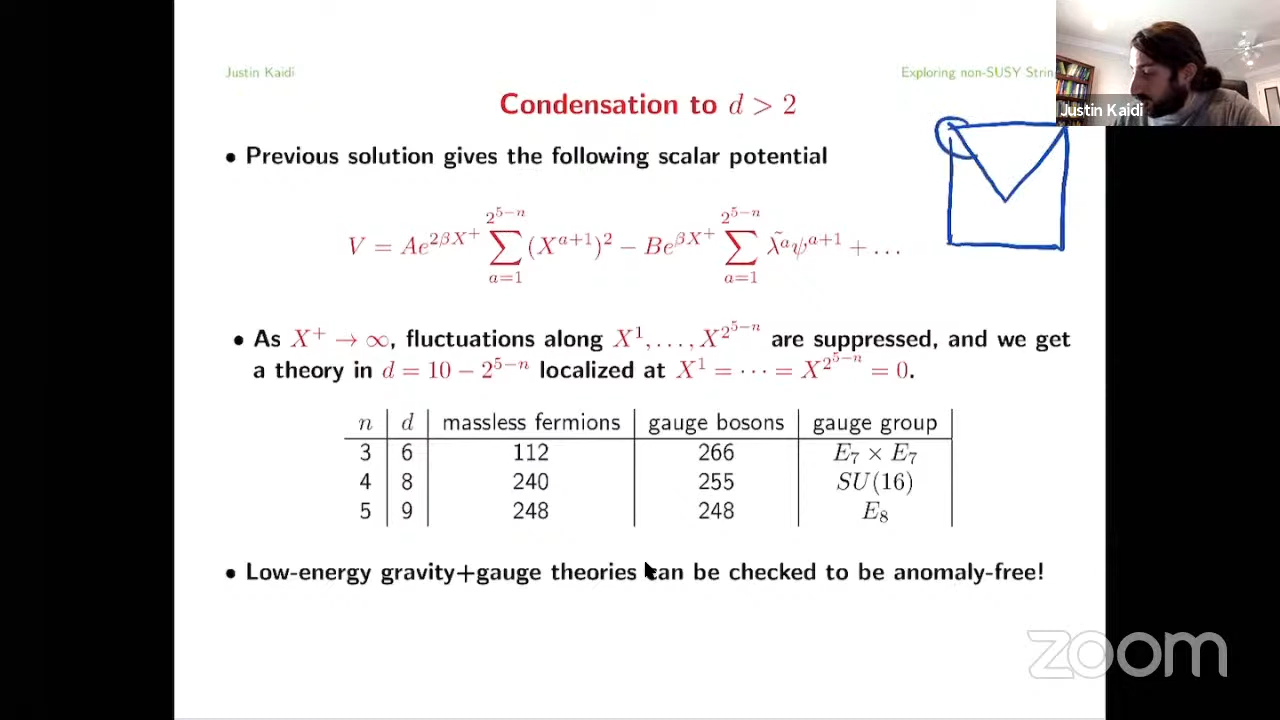 Justin Kaidi
Exploring non-SUSY Strin
Justin Kaidi
Condensation to d > 2
• Previous solution gives the following scalar potential
V = Ae^{2βX^+} \sum_{a=1}^{2^{5−n}} (X^{a+1})^2 − Be^{βX^+} \sum_{a=1}^{2^{5−n}} \tilde{λ^a}ψ^{a+1} + . . .
• As X^+ → ∞, fluctuations along X^1, . . . , X^{2^{5−n}} are suppressed, and we get
a theory in d = 10 − 2^{5−n} localized at X^1 = · · · = X^{2^{5−n}} = 0.
n d massless fermions gauge bosons gauge group
3 6 112 266 E_7 × E_7
4 8 240 255 SU(16)
5 9 248 248 E_8
• Low-energy gravity+gauge theories can be checked to be anomaly-free!
zoom